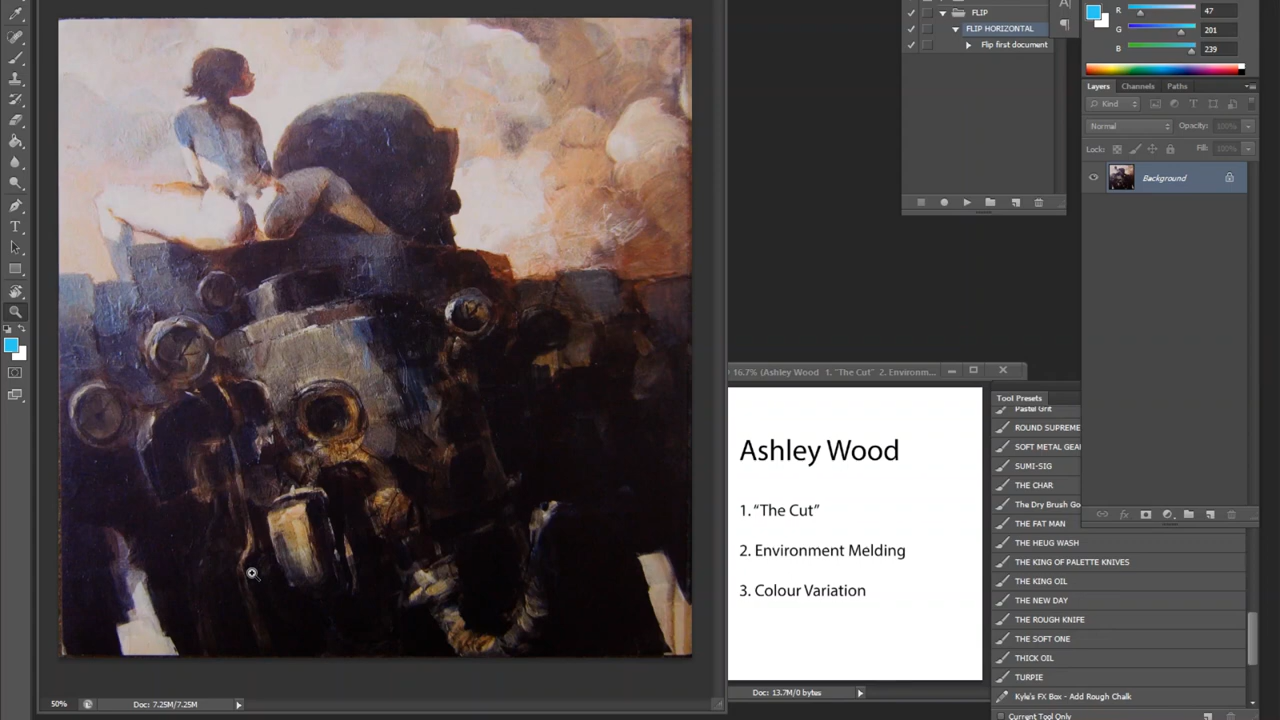 FLIP
FLIP HORIZONTAL
Flip first document
R 47
G 201
B 239
Layers Channels Paths
Kind
Normal Opacity: 100%
Lock: Fill: 100%
Background
16.7% (Ashley Wood 1. "The Cut" 2. Environm...
Ashley Wood
1. “The Cut”
2. Environment Melding
3. Colour Variation
Tool Presets
Pastel Grit
ROUND SUPREME
SOFT METAL GEA
SUMI-SIG
THE CHAR
The Dry Brush Go
THE FAT MAN
THE HEUG WASH
THE KING OF PALETTE KNIVES
THE KING OIL
THE NEW DAY
THE ROUGH KNIFE
THE SOFT ONE
THICK OIL
TURPIE
Kyle's FX Box - Add Rough Chalk
Current Tool Only
50% Doc: 7.25M/7.25M
Doc: 13.7M/0 bytes